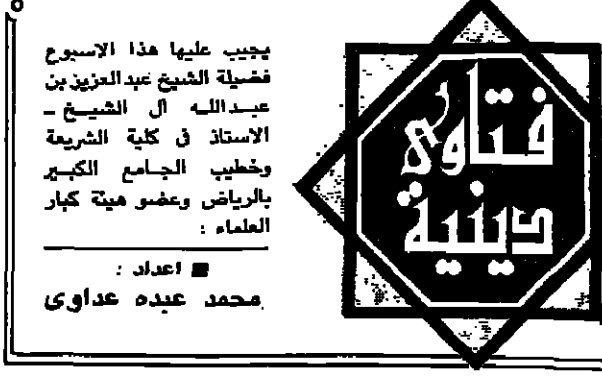 يجيب عليها هذا الاسبوع
فضيلة الشيخ عبدالعزيز بن
عبدالله آل الشيخ -
الاستاذ في كلية الشريعة
وخطيب الجامع الكبير
بالرياض وعضو هيئة كبار
العلماء :
اعداد :
محمد عبده عداوى
فتاوى
دينية